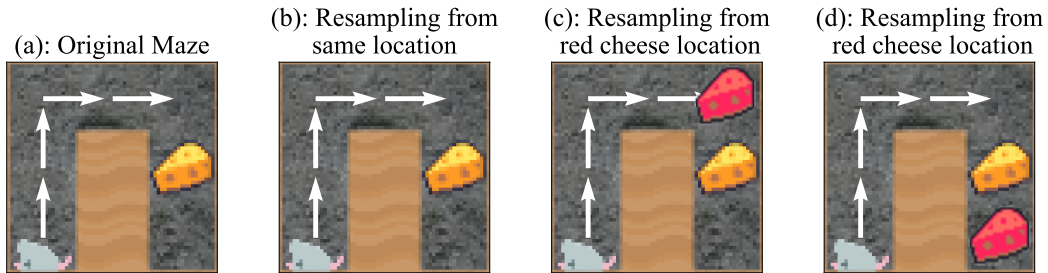 (a): Original Maze
(b): Resampling from
same location
(c): Resampling from
red cheese location
(d): Resampling from
red cheese location